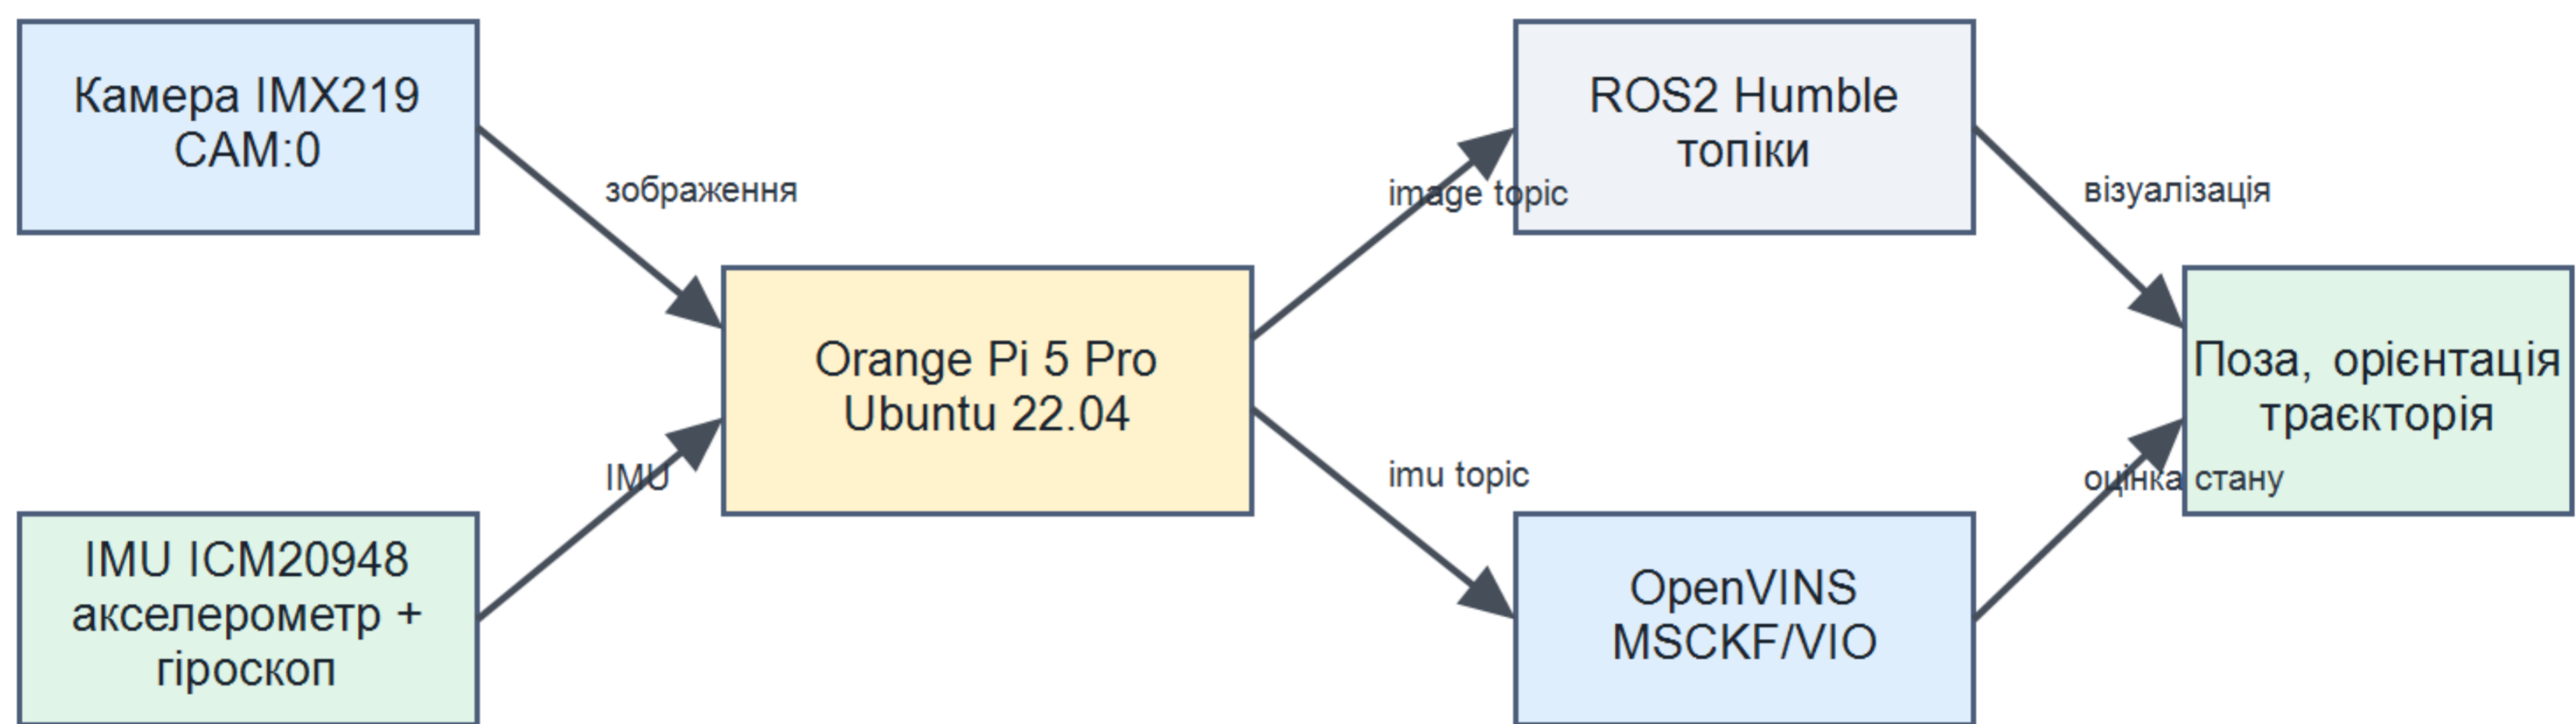 Камера IMX219
CAM:0
зображення
IMU
IMU ICM20948
акселерометр +
гіроскоп
Orange Pi 5 Pro
Ubuntu 22.04
image topic
imu topic
ROS2 Humble
топіки
OpenVINS
MSCKF/VIO
візуалізація
оцінка стану
Поза, орієнтація
траєкторія